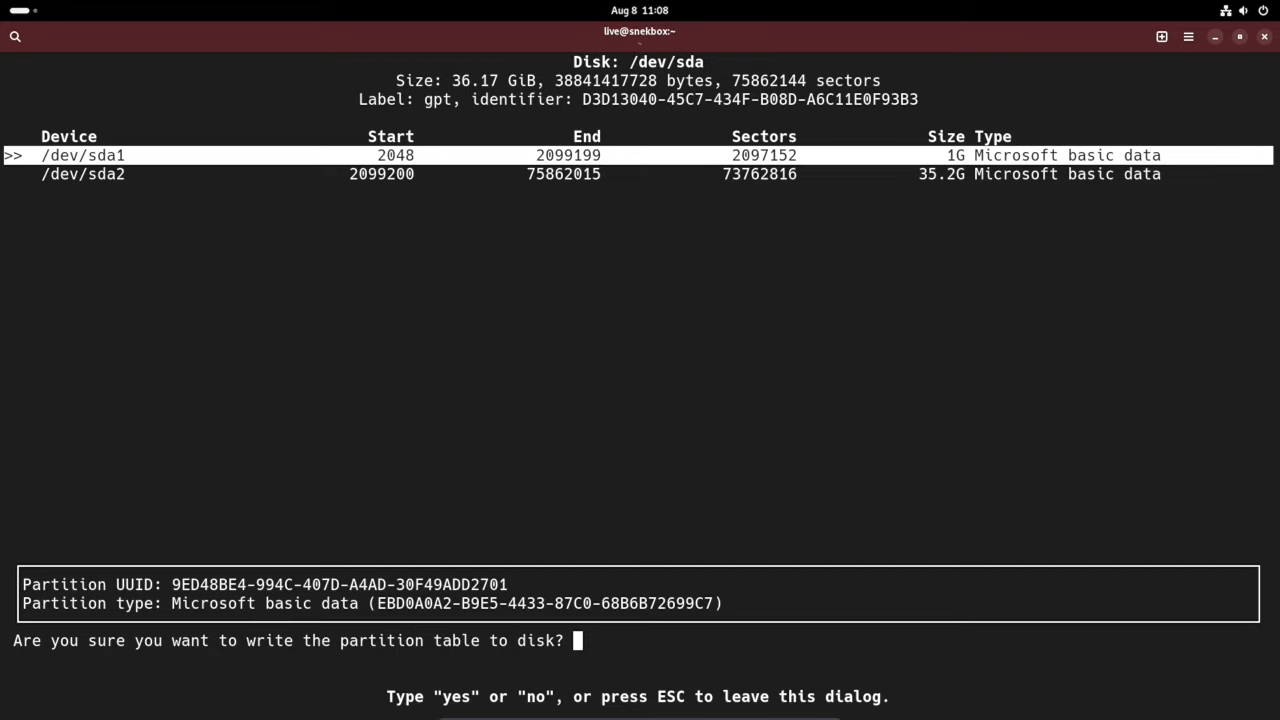 Aug 8 11:08
live@snekbox:~
~
Disk: /dev/sda
Size: 36.17 GiB, 38841417728 bytes, 75862144 sectors
Label: gpt, identifier: D3D13040-45C7-434F-B08D-A6C11E0F93B3
Device Start End Sectors Size Type
>> /dev/sda1 2048 2099199 2097152 1G Microsoft basic data
/dev/sda2 2099200 75862015 73762816 35.2G Microsoft basic data
Partition UUID: 9ED48BE4-994C-407D-A4AD-30F49ADD2701
Partition type: Microsoft basic data (EBD0A0A2-B9E5-4433-87C0-68B6B72699C7)
Are you sure you want to write the partition table to disk?
Type "yes" or "no", or press ESC to leave this dialog.